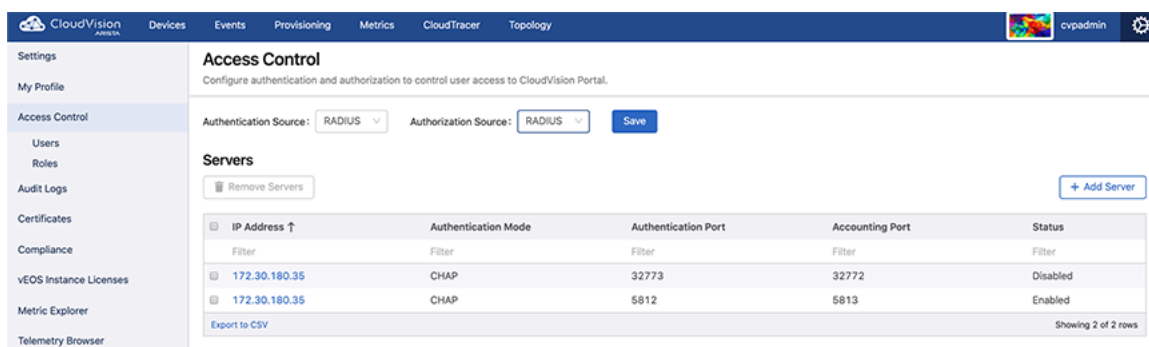 CloudVision
ARISTA
Devices Events Provisioning Metrics CloudTracer Topology cvpadmin
Settings
My Profile
Access Control
Users
Roles
Audit Logs
Certificates
Compliance
vEOS Instance Licenses
Metric Explorer
Telemetry Browser
Access Control
Configure authentication and authorization to control user access to CloudVision Portal.
Authentication Source: RADIUS Authorization Source: RADIUS Save
Servers
Remove Servers + Add Server
IP Address ↑ Authentication Mode Authentication Port Accounting Port Status
Filter Filter Filter Filter Filter
172.30.180.35 CHAP 32773 32772 Disabled
172.30.180.35 CHAP 5812 5813 Enabled
Export to CSV Showing 2 of 2 rows